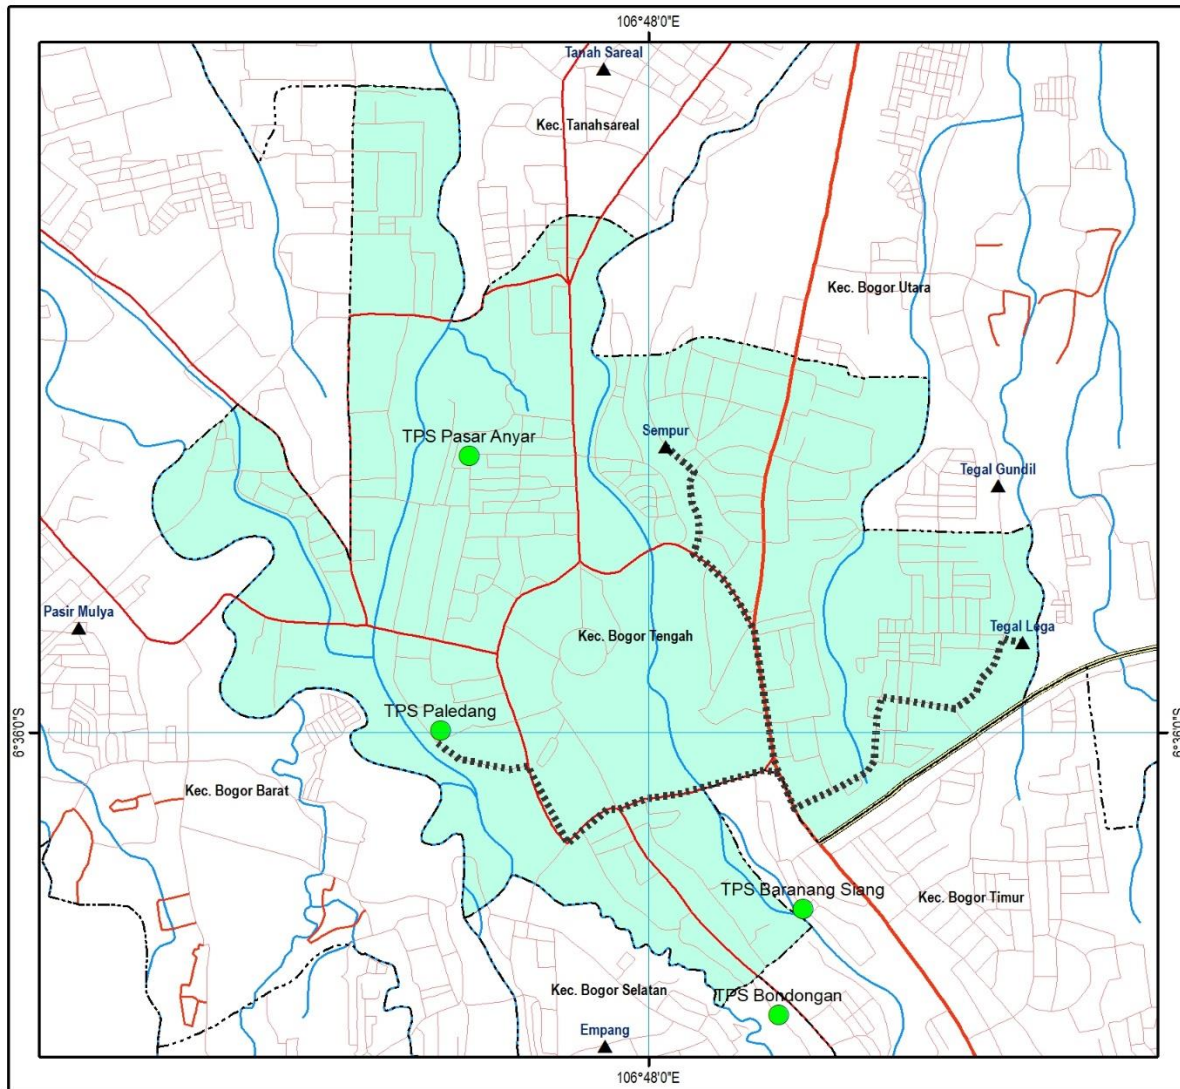 106°48'0"E
Tanah Sareal
Kec. Tanahsareal
Kec. Bogor Utara
TPS Pasar Anyar
Sempur
Tegal Gundil
Pasir Mulya
Kec. Bogor Tengah
Tegal Lega
TPS Paledang
6°36'0"S
6°36'0"S
Kec. Bogor Barat
TPS Baranang Siang
Kec. Bogor Timur
Kec. Bogor Selatan
TPS Bondongan
Empang
106°48'0"E